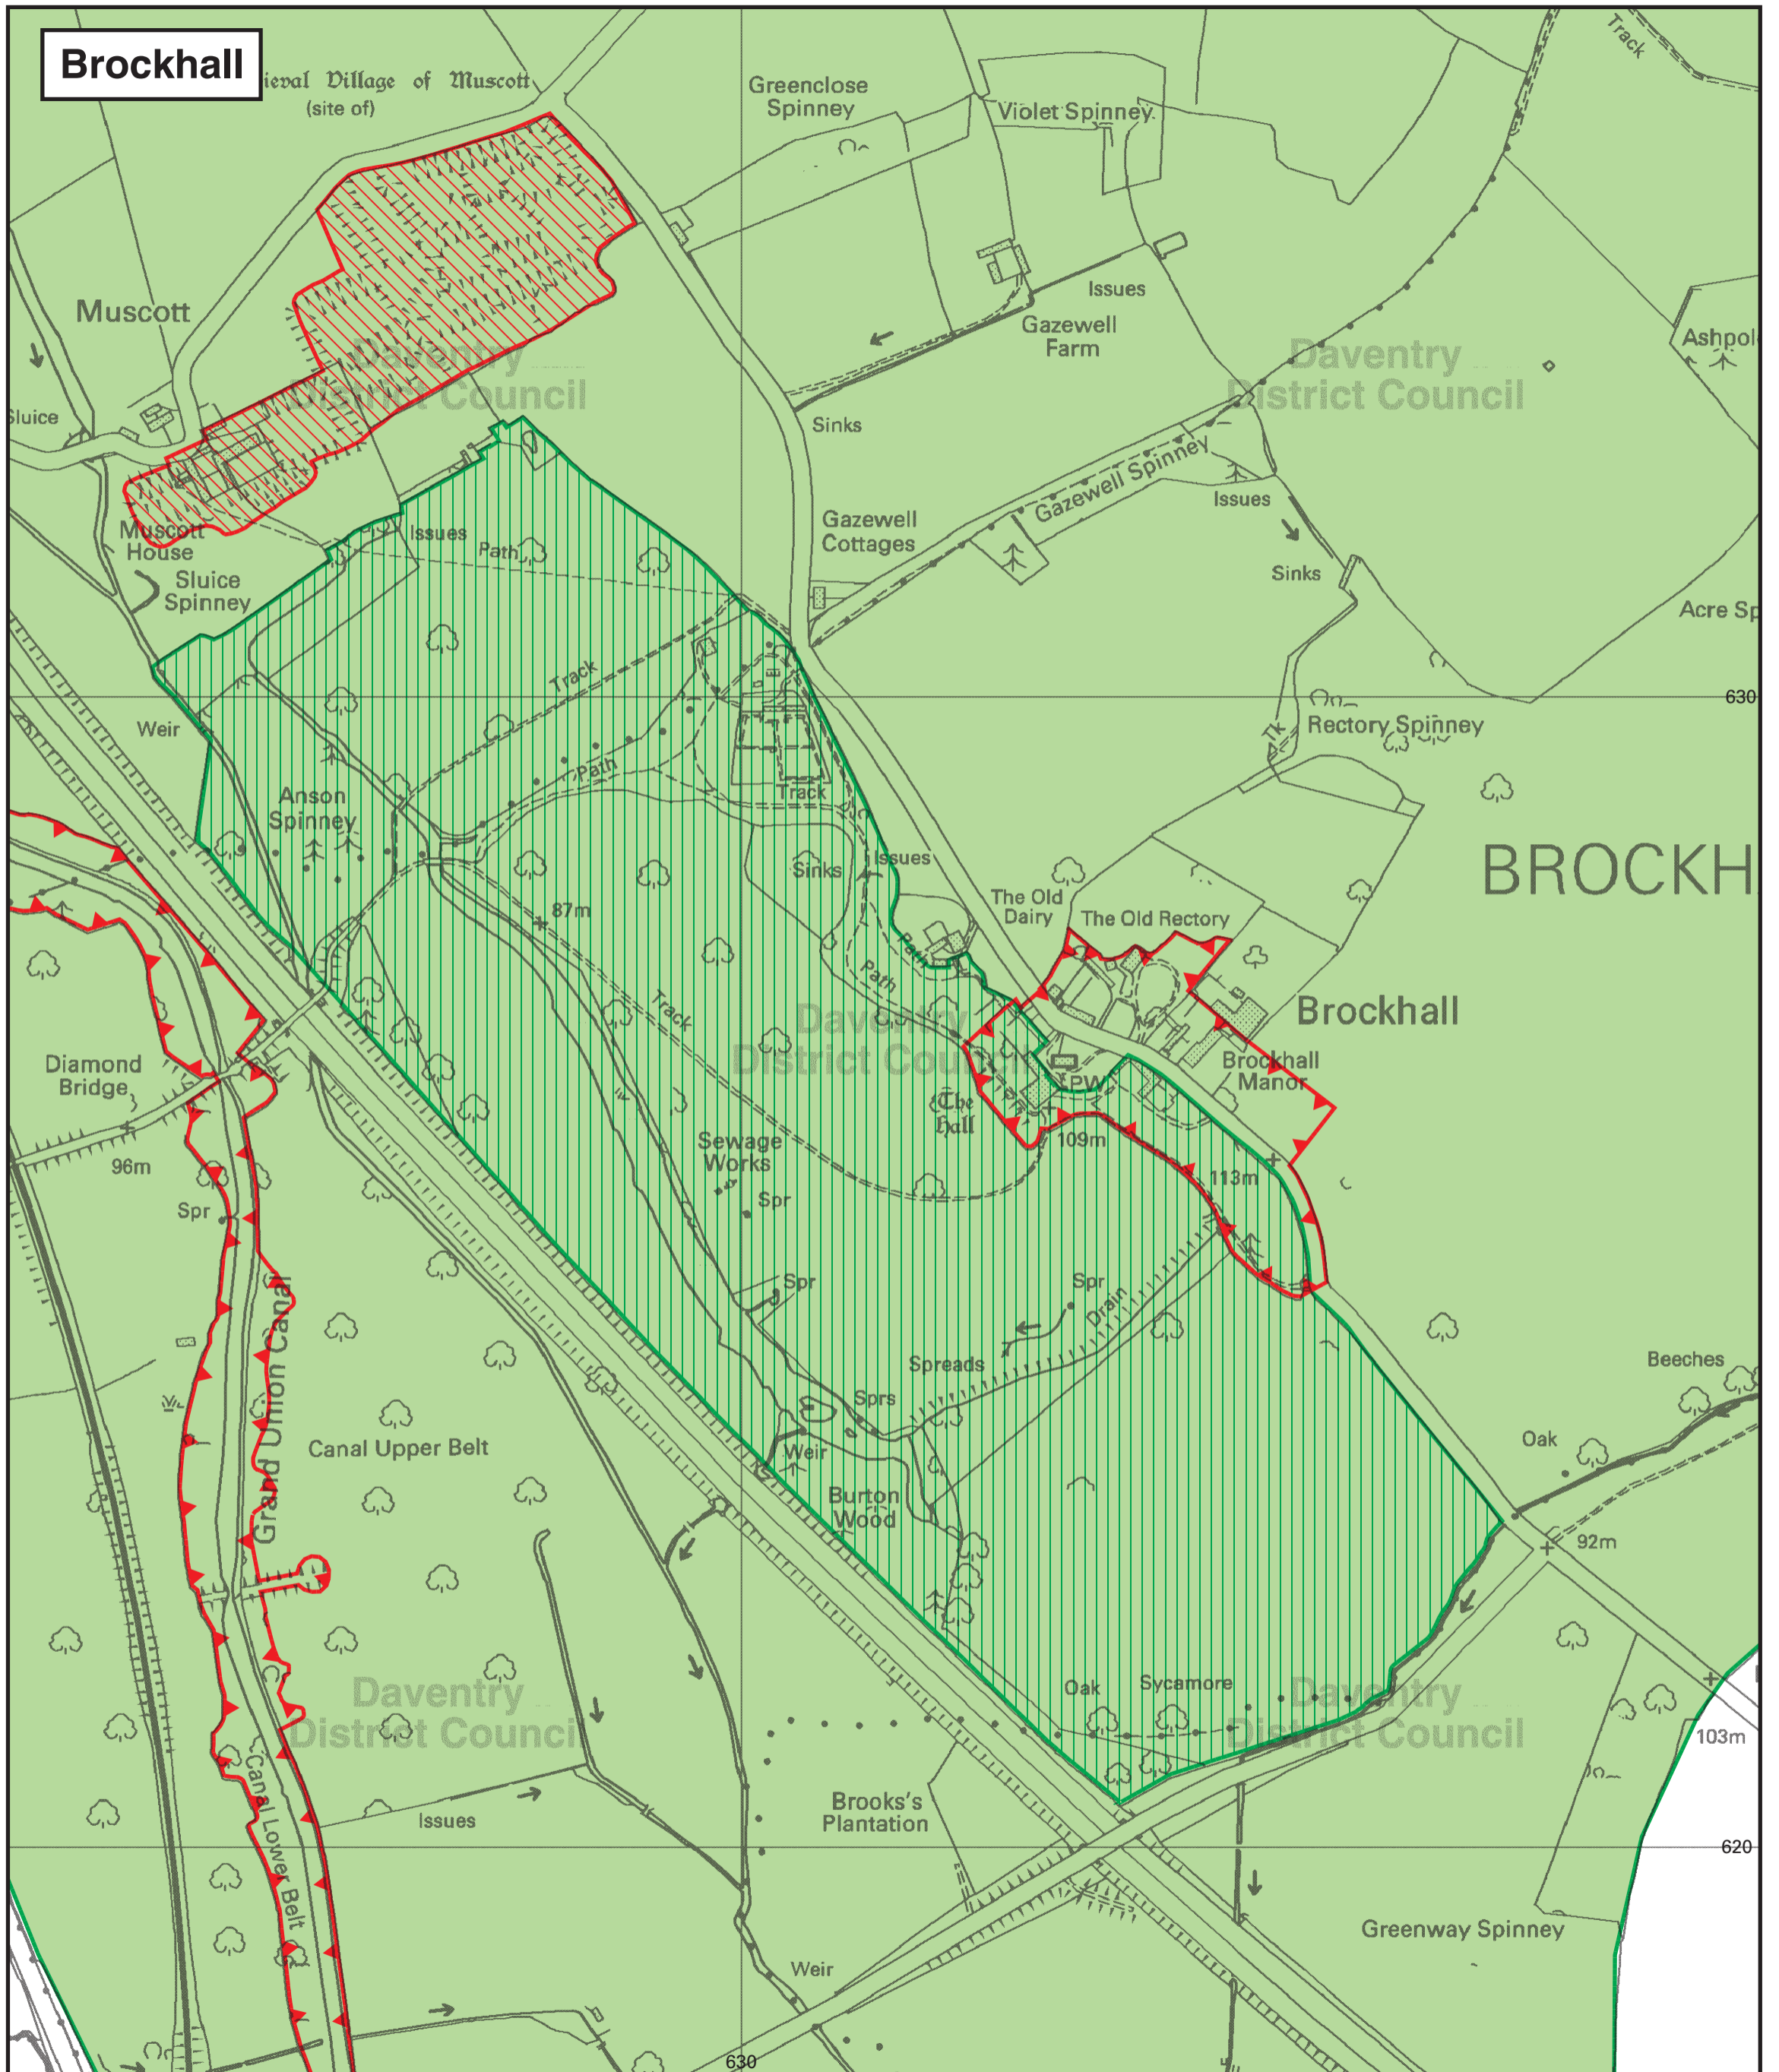 Brockhall
ieval Village of Muscott
(site of)
Greenclose
Spinney
Violet Spinney
Track
Muscott
Issues
Gazewell
Farm
Daventry
District Council
Daventry
District Council
Ashpol
Sluice
Sinks
Gazewell Spinney
Issues
Muscott
House
Issues
Path
Gazewell
Cottages
Sluice
Spinney
Sinks
Acre Sp
Track
630
Weir
Rectory Spinney
Tk
Path
Anson
Spinney
Track
Sinks
Issues
BROCKH
87m
The Old
Dairy
The Old Rectory
Path
Path
Track
Daventry
District Council
Brockhall
Diamond
Bridge
Brockhall
Manor
PW
The
Hall
109m
Sewage
Works
96m
113m
Spr
Spr
Spr
Spr
Drain
Grand Union Canal
Spreads
Beeches
Sprs
Canal Upper Belt
Weir
Oak
Burton
Wood
92m
Daventry
District Council
Oak
Sycamore
Daventry
District Council
103m
Canal Lower Belt
Issues
Brooks's
Plantation
620
Greenway Spinney
Weir
630